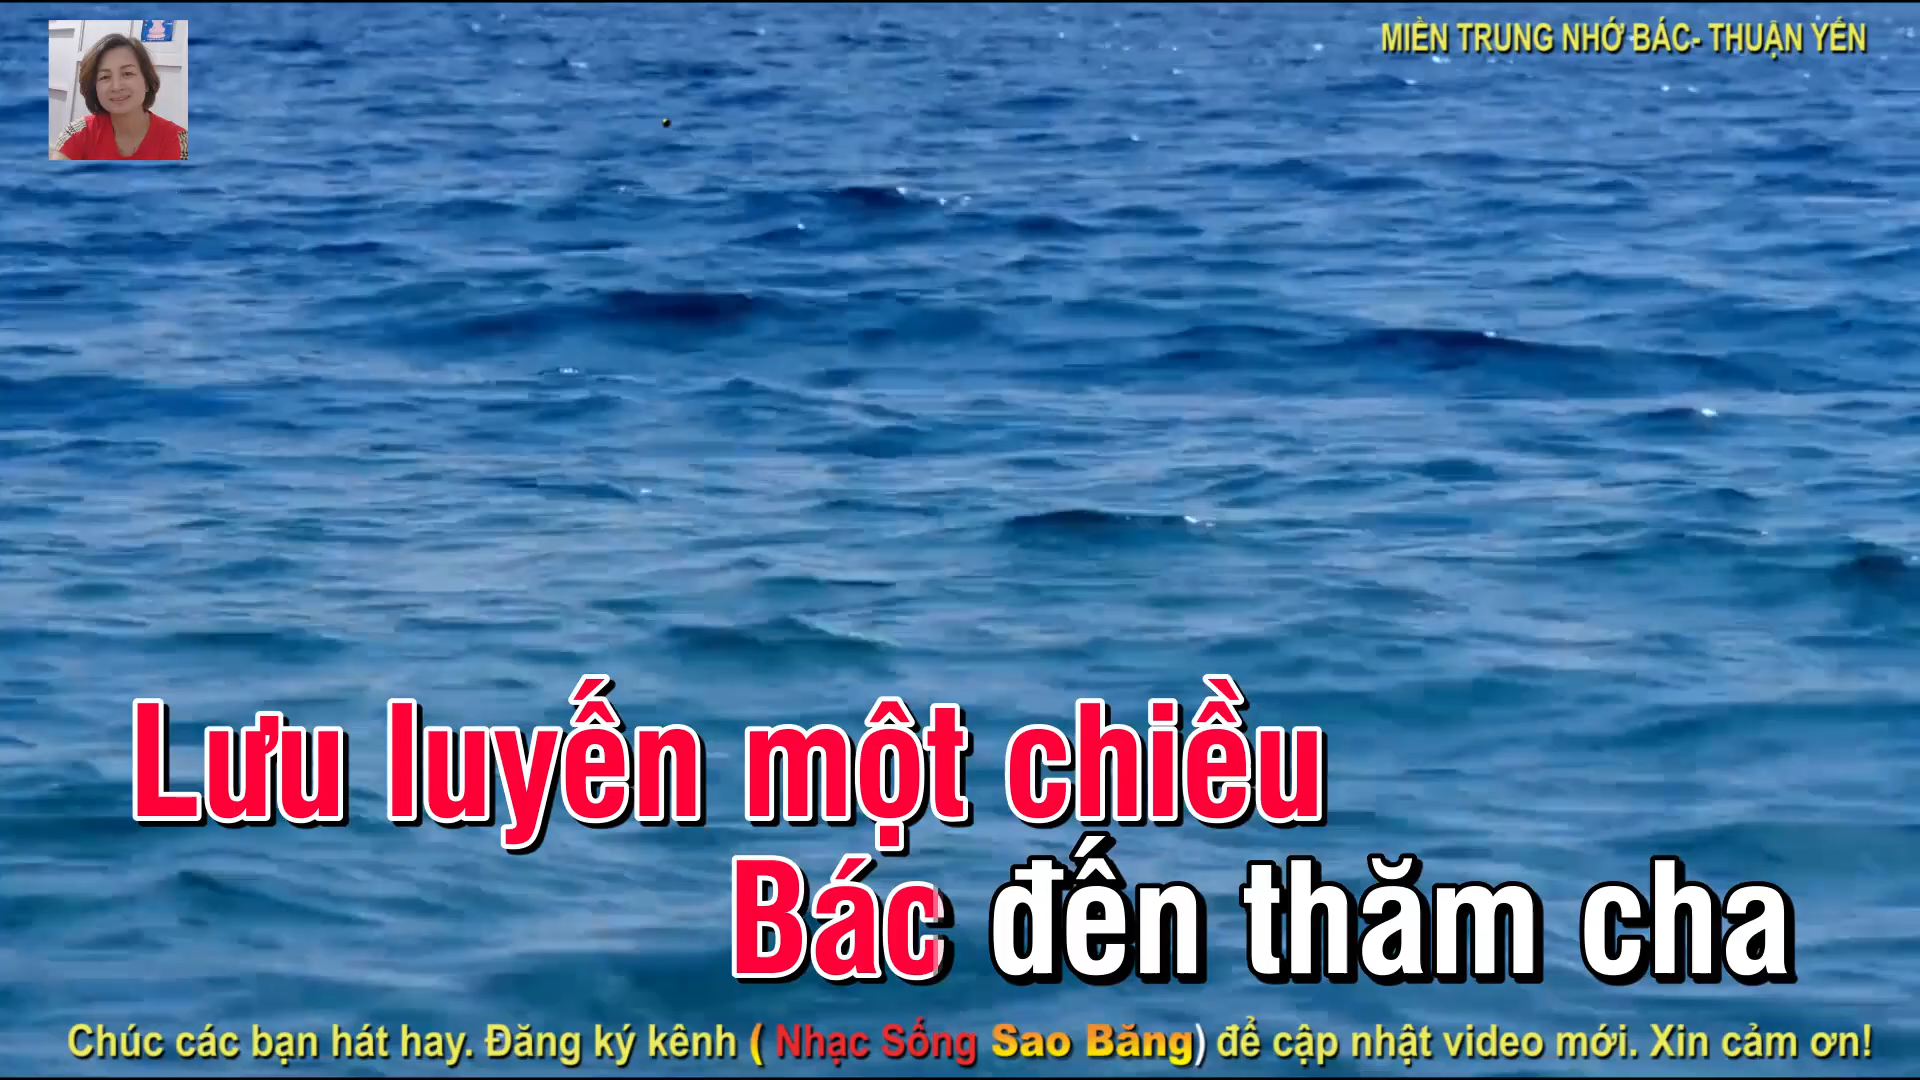 MIỀN TRUNG NHỚ BÁC- THUẬN YẾN
Lưu luyến một chiều
Bác đến thăm cha
Chúc các bạn hát hay. Đăng ký kênh ( Nhạc Sống Sao Băng) để cập nhật video mới. Xin cảm ơn!